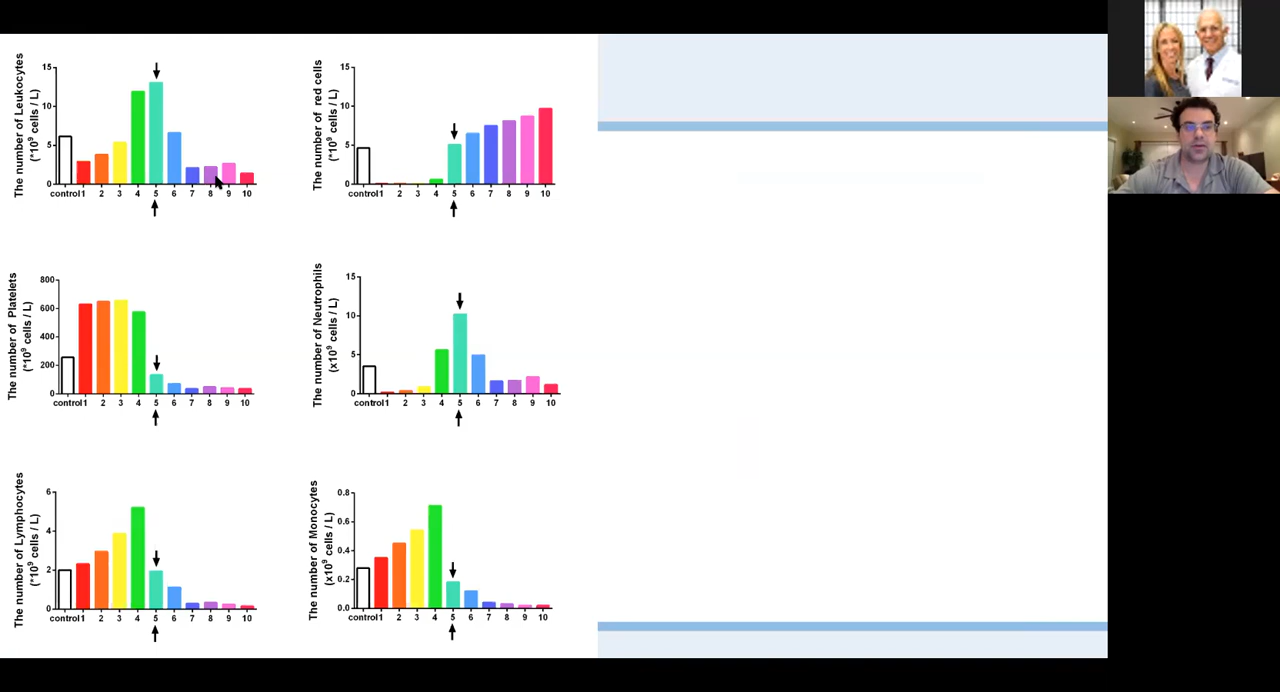 The number of Leukocytes
(*10⁹ cells / L)
15
10
5
0
control 1 2 3 4 5 6 7 8 9 10
The number of red cells
(*10⁹ cells / L)
15
10
5
0
control 1 2 3 4 5 6 7 8 9 10
The number of Platelets
(*10⁹ cells / L)
800
600
400
200
0
control 1 2 3 4 5 6 7 8 9 10
The number of Neutrophils
(x10⁹ cells / L)
15
10
5
0
control 1 2 3 4 5 6 7 8 9 10
The number of Lymphocytes
(*10⁹ cells / L)
6
4
2
0
control 1 2 3 4 5 6 7 8 9 10
The number of Monocytes
(x10⁹ cells / L)
0.8
0.6
0.4
0.2
0.0
control 1 2 3 4 5 6 7 8 9 10